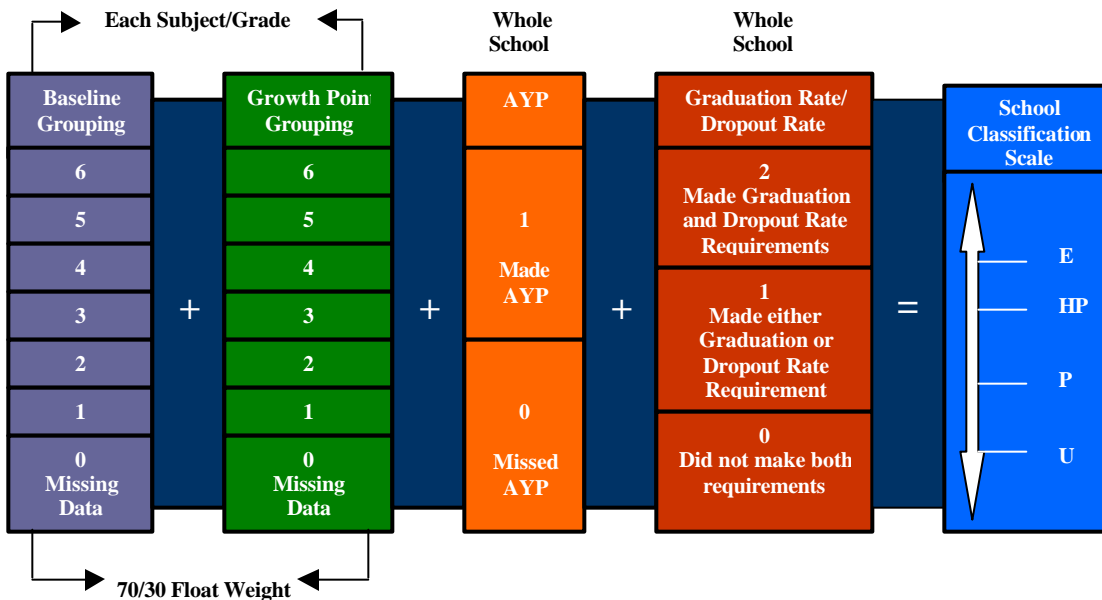 Each Subject/Grade
Whole
School
Whole
School
Baseline
Grouping
6
5
4
3
2
1
0
Missing
Data
+
Growth Point
Grouping
6
5
4
3
2
1
0
Missing
Data
+
AYP
1
Made
AYP
0
Missed
AYP
+
Graduation Rate/
Dropout Rate
2
Made Graduation
and Dropout Rate
Requirements
1
Made either
Graduation or
Dropout Rate
Requirement
0
Did not make both
requirements
=
School
Classification
Scale
E
HP
P
U
70/30 Float Weight